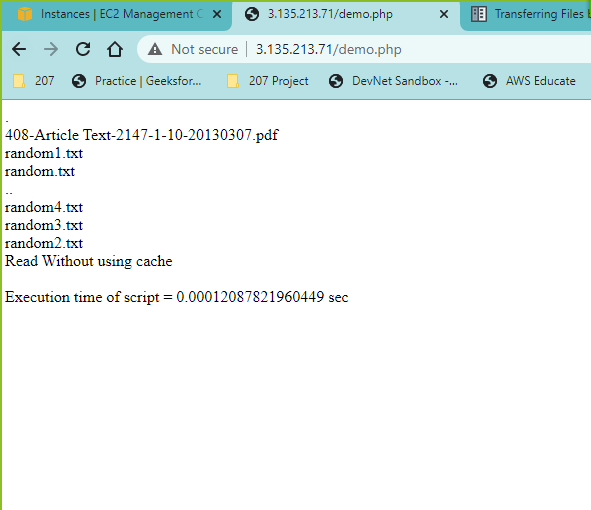 Instances | EC2 Management C
3.135.213.71/demo.php
Transferring Files
Not secure | 3.135.213.71/demo.php
207
Practice | Geeksfor...
207 Project
DevNet Sandbox -...
AWS Educate
.
408-Article Text-2147-1-10-20130307.pdf
random1.txt
random.txt
..
random4.txt
random3.txt
random2.txt
Read Without using cache
Execution time of script = 0.00012087821960449 sec